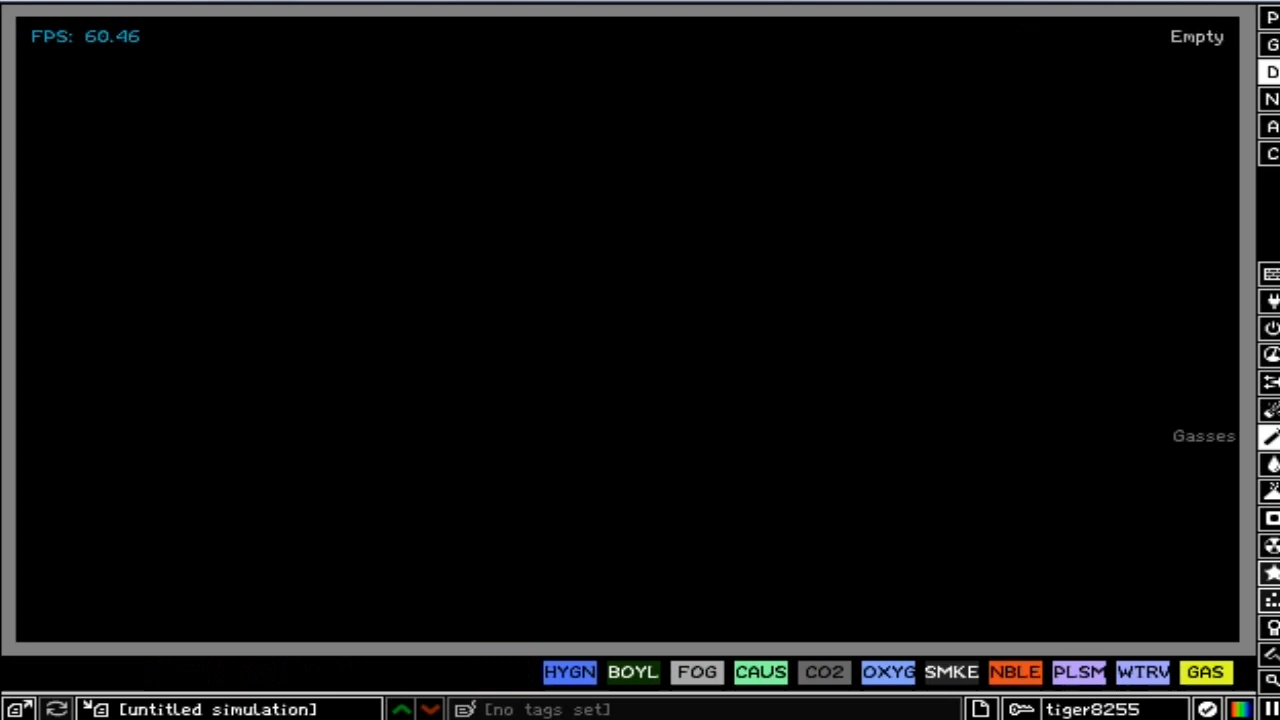 FPS: 60.46
Empty
P
G
D
N
A
C
Gasses
HYGN BOYL FOG CAUS CO2 OXYG SMKE NBLE PLSM WTRV GAS
[untitled simulation] [no tags set] tiger8255